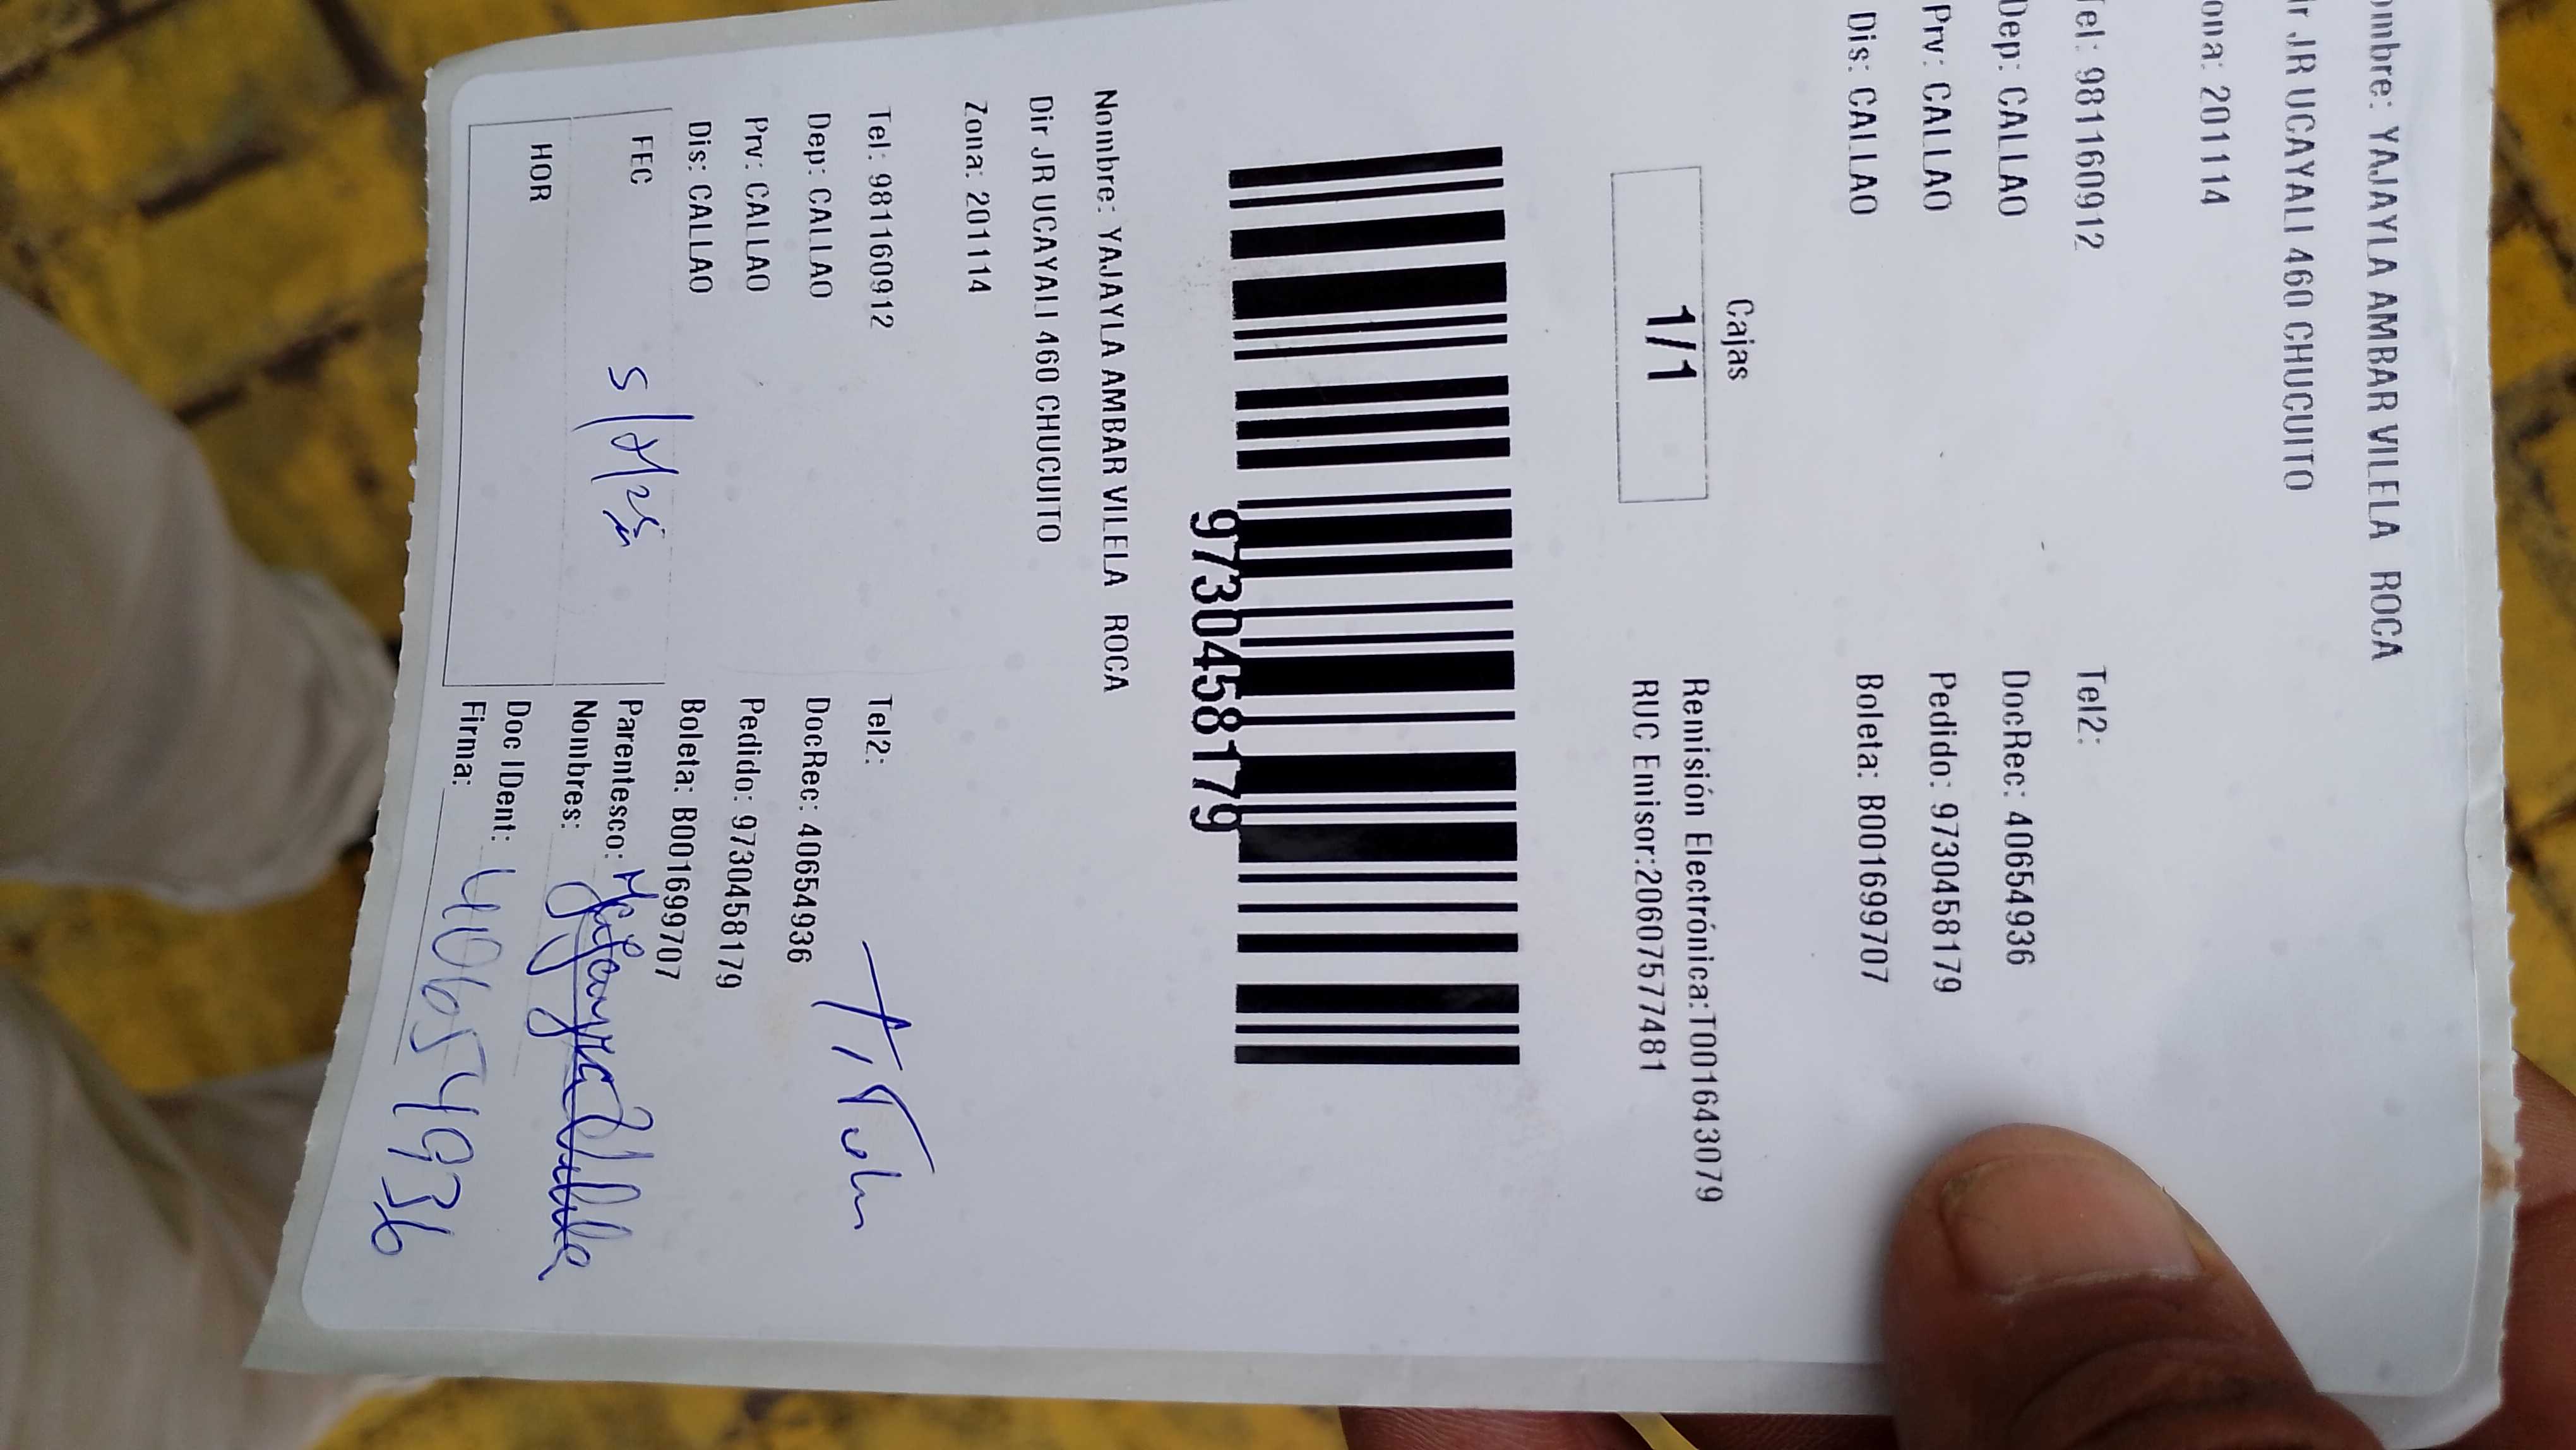 ombre: YAJAYLA AMBAR VILELA ROCA
ir JR UCAYALI 460 CHUCUITO
ona: 201114
Tel: 981160912 Tel2:
Dep: CALLAO DocRec: 40654936
Prv: CALLAO Pedido: 9730458179
Dis: CALLAO Boleta: B001699707
Cajas
1/1
Remisión Electrónica:T001643079
RUC Emisor:20607577481
9730458179
Nombre: YAJAYLA AMBAR VILELA ROCA
Dir JR UCAYALI 460 CHUCUITO
Zona: 201114
Tel: 981160912 Tel2:
Dep: CALLAO DocRec: 40654936
Prv: CALLAO Pedido: 9730458179
Dis: CALLAO Boleta: B001699707
FEC Parentesco:
Nombres:
HOR Doc IDent: 40654936
Firma: